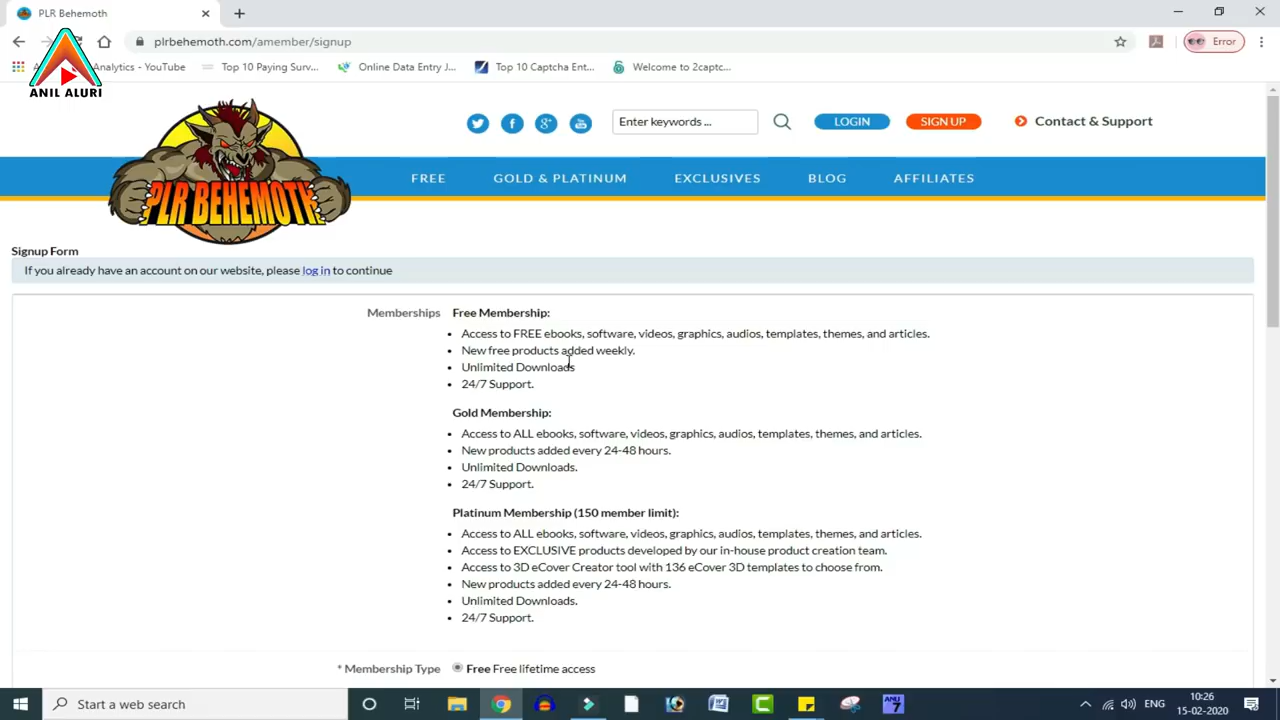 PLR Behemoth
plrbehemoth.com/amember/signup
Error
Analytics - YouTube
Top 10 Paying Surv...
Online Data Entry J...
Top 10 Captcha Ent...
Welcome to 2captc...
ANIL ALURI
Enter keywords ...
LOGIN
SIGN UP
Contact & Support
PLR BEHEMOTH
FREE
GOLD & PLATINUM
EXCLUSIVES
BLOG
AFFILIATES
Signup Form
If you already have an account on our website, please log in to continue
Memberships
Free Membership:
• Access to FREE ebooks, software, videos, graphics, audios, templates, themes, and articles.
• New free products added weekly.
• Unlimited Downloads
• 24/7 Support.
Gold Membership:
• Access to ALL ebooks, software, videos, graphics, audios, templates, themes, and articles.
• New products added every 24-48 hours.
• Unlimited Downloads.
• 24/7 Support.
Platinum Membership (150 member limit):
• Access to ALL ebooks, software, videos, graphics, audios, templates, themes, and articles.
• Access to EXCLUSIVE products developed by our in-house product creation team.
• Access to 3D eCover Creator tool with 136 eCover 3D templates to choose from.
• New products added every 24-48 hours.
• Unlimited Downloads.
• 24/7 Support.
* Membership Type
Free Free lifetime access
Start a web search
ANU
7
ENG
10:26
15-02-2020